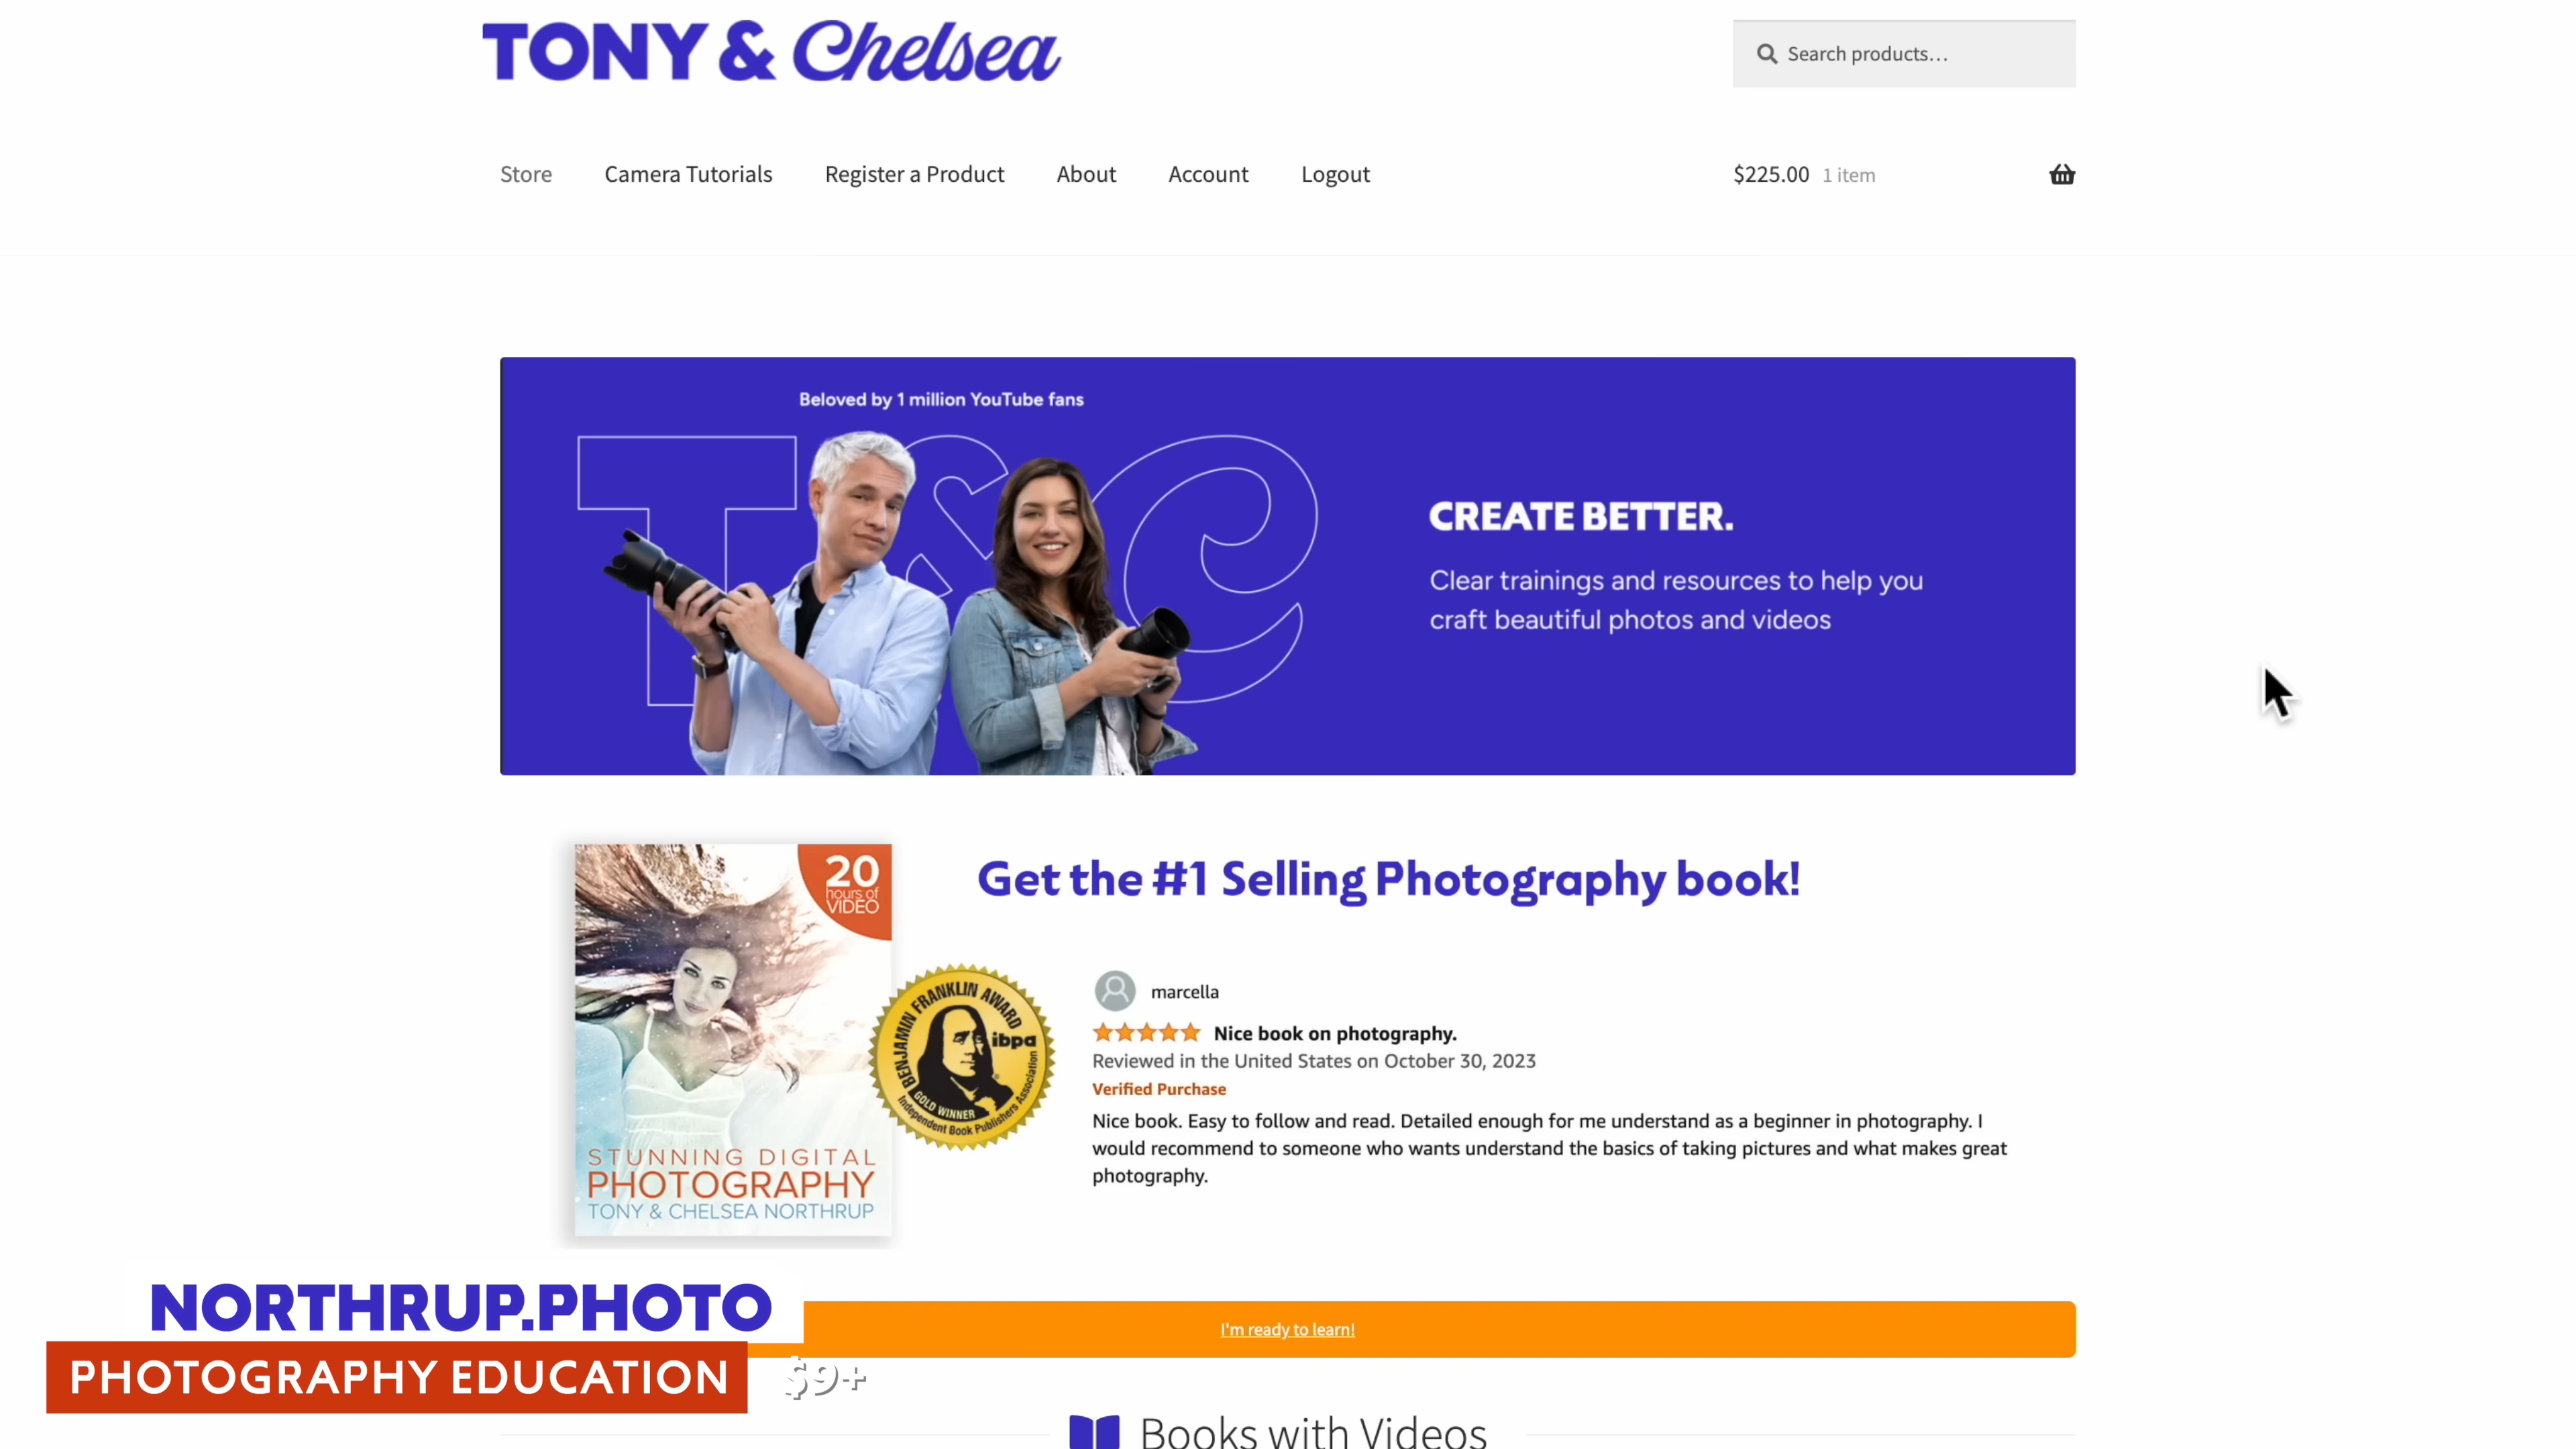 TONY & Chelsea
Search products…
Store Camera Tutorials Register a Product About Account Logout
$225.00 1 item
Beloved by 1 million YouTube fans
T&C
CREATE BETTER.
Clear trainings and resources to help you
craft beautiful photos and videos
20
hours of
VIDEO
STUNNING DIGITAL
PHOTOGRAPHY
TONY & CHELSEA NORTHRUP
BENJAMIN FRANKLIN AWARD
ibpa
GOLD WINNER
Independent Book Publishers Association
Get the #1 Selling Photography book!
marcella
Nice book on photography.
Reviewed in the United States on October 30, 2023
Verified Purchase
Nice book. Easy to follow and read. Detailed enough for me understand as a beginner in photography. I
would recommend to someone who wants understand the basics of taking pictures and what makes great
photography.
I'm ready to learn!
NORTHRUP.PHOTO
PHOTOGRAPHY EDUCATION $9+
Books with Videos